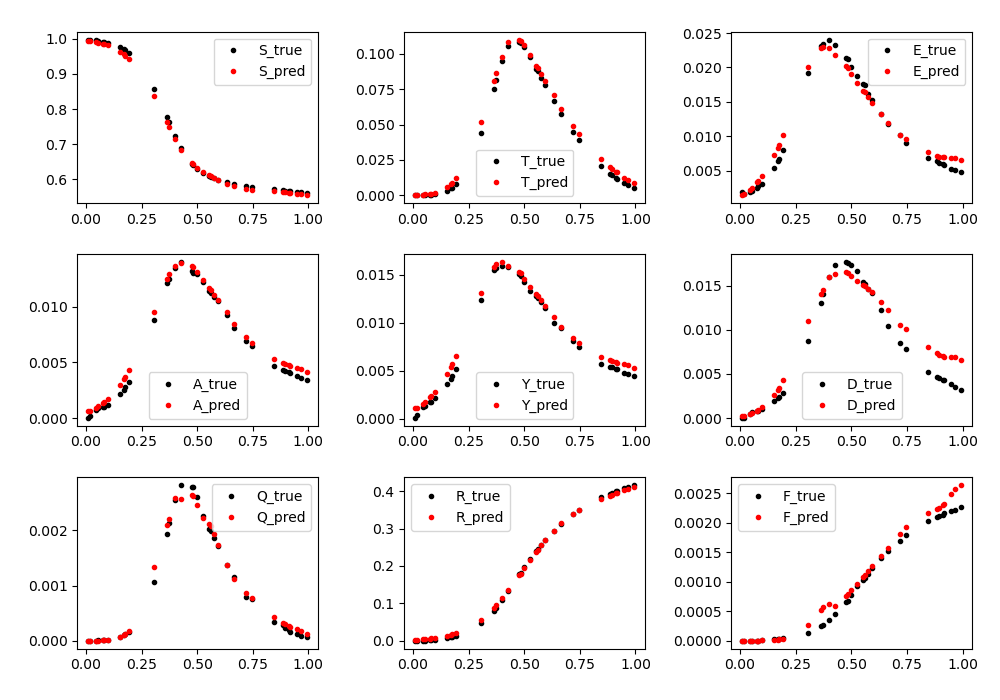 1.0
0.9
0.8
0.7
0.6
0.00 0.25 0.50 0.75 1.00
S_true
S_pred
0.100
0.075
0.050
0.025
0.000
0.00 0.25 0.50 0.75 1.00
T_true
T_pred
0.025
0.020
0.015
0.010
0.005
0.00 0.25 0.50 0.75 1.00
E_true
E_pred
0.010
0.005
0.000
0.00 0.25 0.50 0.75 1.00
A_true
A_pred
0.015
0.010
0.005
0.000
0.00 0.25 0.50 0.75 1.00
Y_true
Y_pred
0.015
0.010
0.005
0.000
0.00 0.25 0.50 0.75 1.00
D_true
D_pred
0.002
0.001
0.000
0.00 0.25 0.50 0.75 1.00
Q_true
Q_pred
0.4
0.3
0.2
0.1
0.0
0.00 0.25 0.50 0.75 1.00
R_true
R_pred
0.0025
0.0020
0.0015
0.0010
0.0005
0.0000
0.00 0.25 0.50 0.75 1.00
F_true
F_pred